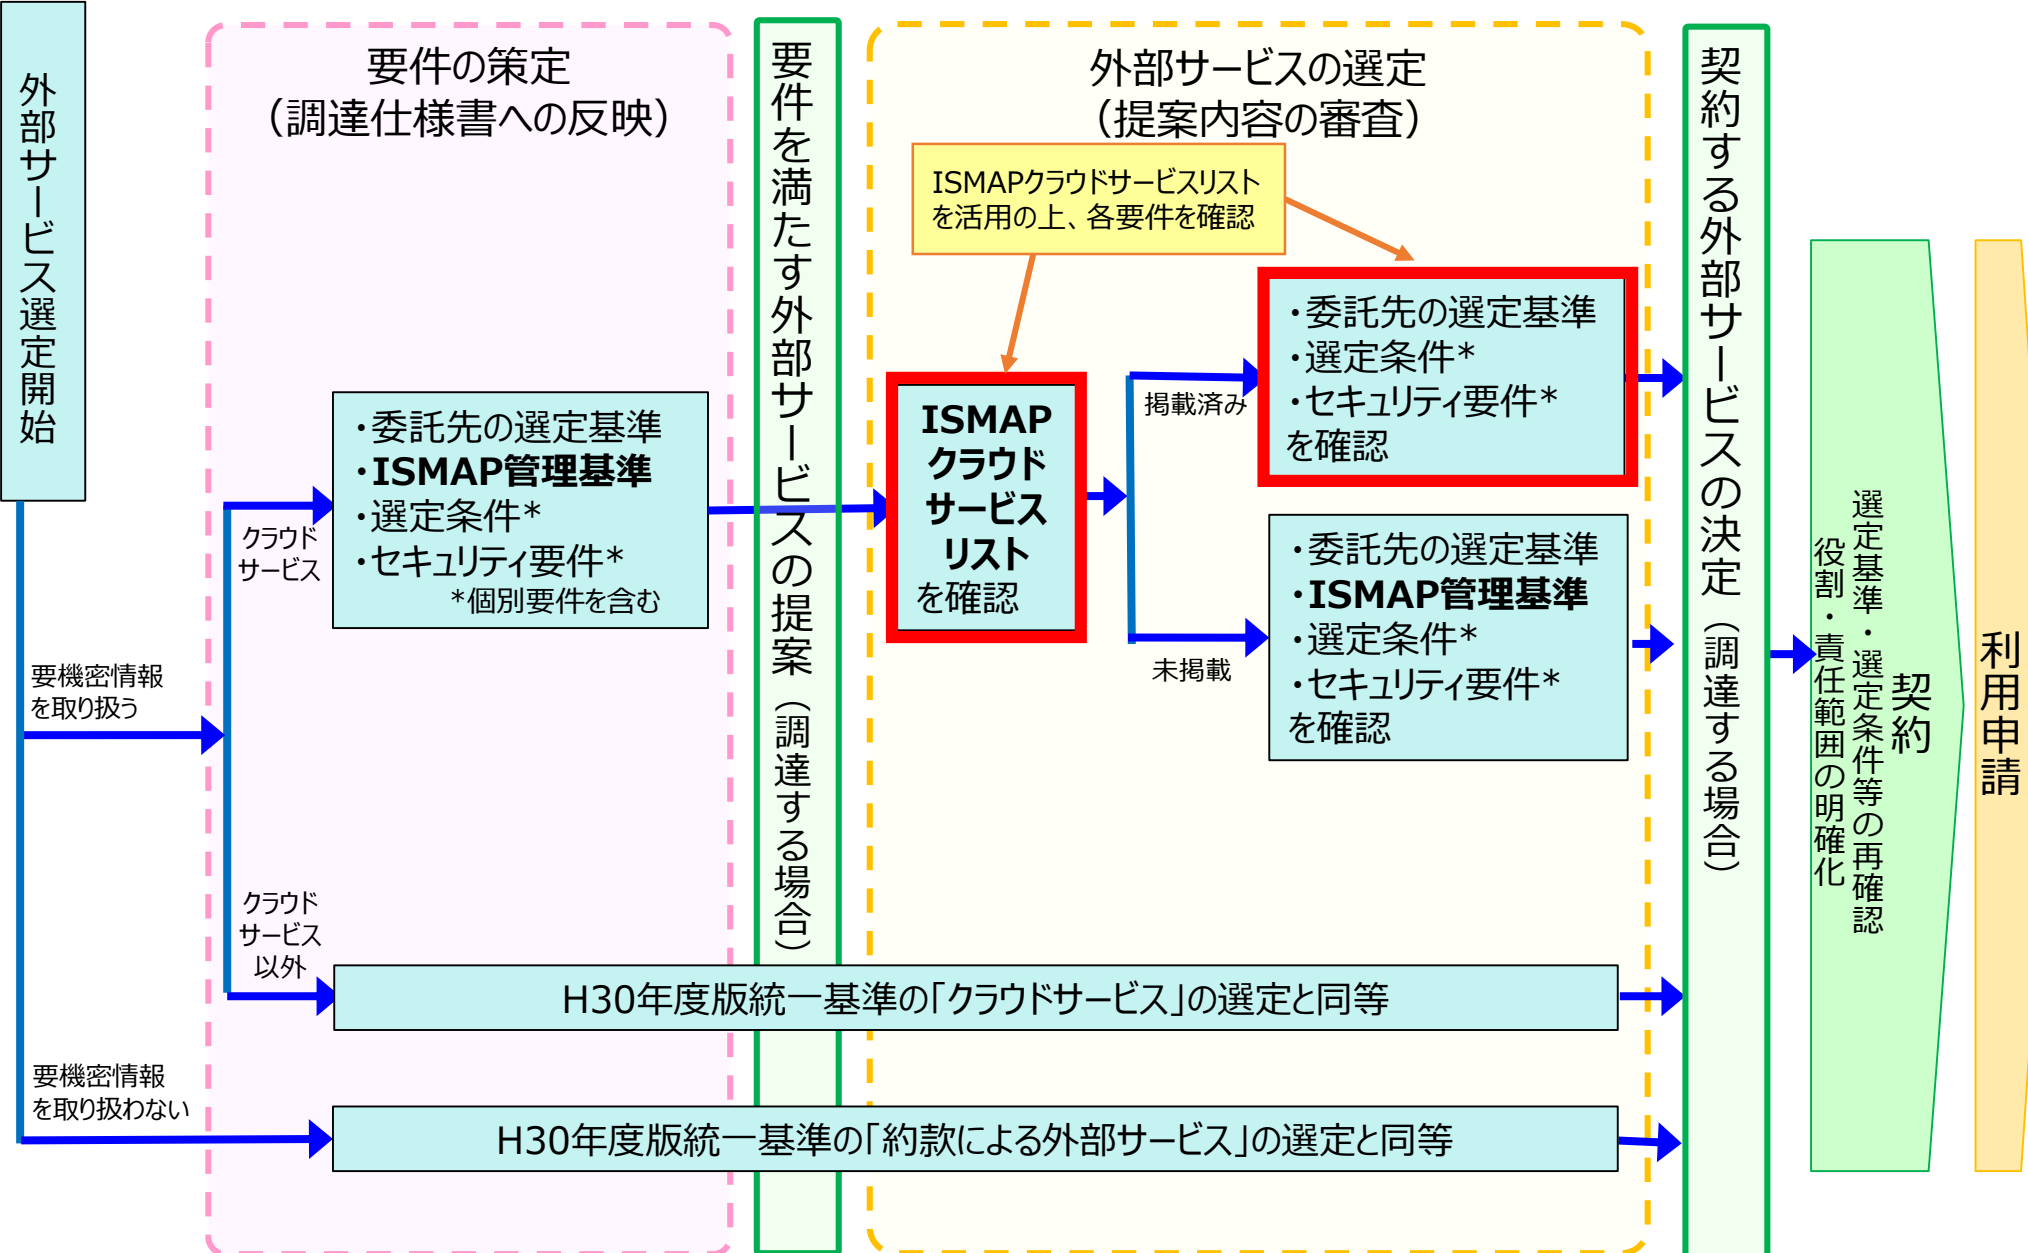 外部サービス選定開始
要件の策定
（調達仕様書への反映）
要件を満たす外部サービスの提案（調達する場合）
外部サービスの選定
（提案内容の審査）
ISMAPクラウドサービスリスト
を活用の上、各要件を確認
契約する外部サービスの決定（調達する場合）
・委託先の選定基準
・選定条件*
・セキュリティ要件*
を確認
掲載済み
ISMAP
クラウド
サービス
リスト
を確認
クラウド
サービス
・委託先の選定基準
・ISMAP管理基準
・選定条件*
・セキュリティ要件*
*個別要件を含む
・委託先の選定基準
・ISMAP管理基準
・選定条件*
・セキュリティ要件*
を確認
未掲載
要機密情報
を取り扱う
契約
選定基準・選定条件等の再確認
役割・責任範囲の明確化
利用申請
クラウド
サービス
以外
H30年度版統一基準の「クラウドサービス」の選定と同等
要機密情報
を取り扱わない
H30年度版統一基準の「約款による外部サービス」の選定と同等